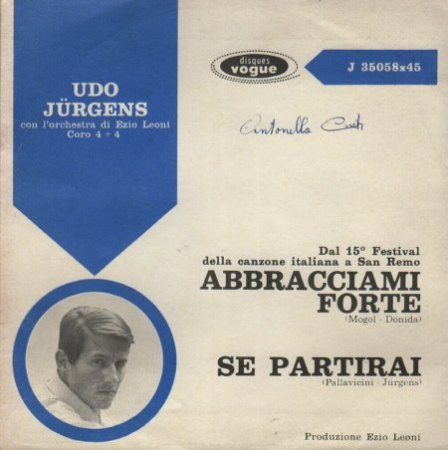 UDO
JÜRGENS
con l'orchestra di Ezio Leoni
Coro 4 + 4
disques
vogue
J 35058x45
Antonella
Dal 15° Festival
della canzone italiana a San Remo
ABBRACCIAMI
FORTE
(Mogol - Donida)
SE PARTIRAI
(Pallavicini - Jürgens)
Produzione Ezio Leoni